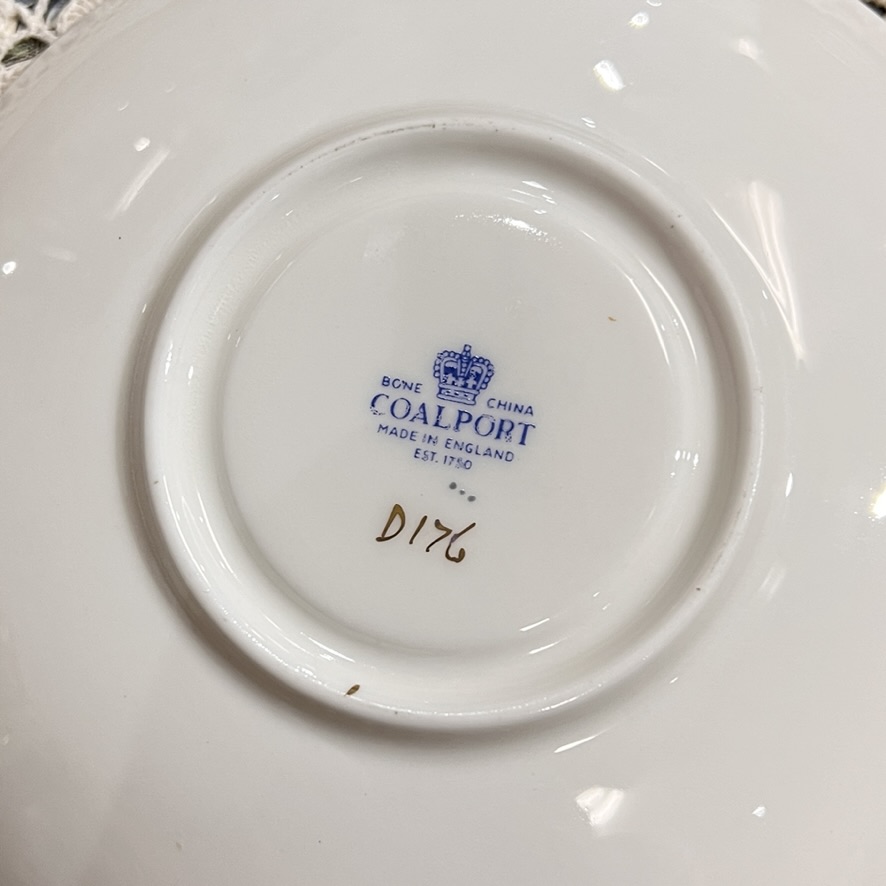 BONE CHINA
COALPORT
MADE IN ENGLAND
EST. 1750
D176